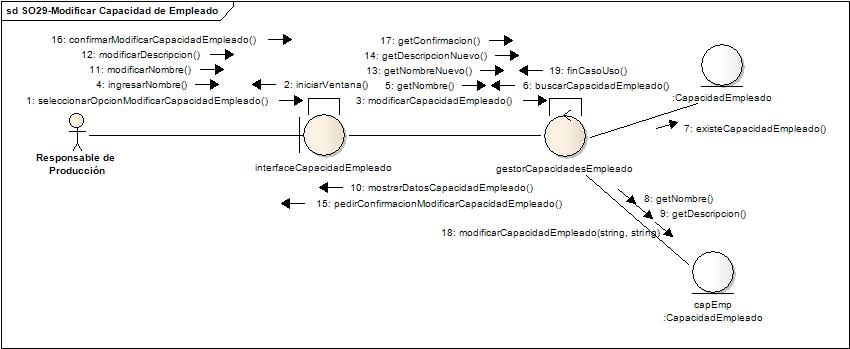 sd SO29-Modificar Capacidad de Empleado
16: confirmarModificarCapacidadEmpleado()
17: getConfirmacion()
12: modificarDescripcion()
14: getDescripcionNuevo()
11: modificarNombre()
13: getNombreNuevo()
19: finCasoUso()
4: ingresarNombre()
2: iniciarVentana()
5: getNombre()
6: buscarCapacidadEmpleado()
1: seleccionarOpcionModificarCapacidadEmpleado()
3: modificarCapacidadEmpleado()
:CapacidadEmpleado
7: existeCapacidadEmpleado()
Responsable de
Producción
interfaceCapacidadEmpleado
gestorCapacidadesEmpleado
10: mostrarDatosCapacidadEmpleado()
15: pedirConfirmacionModificarCapacidadEmpleado()
8: getNombre()
9: getDescripcion()
18: modificarCapacidadEmpleado(string, string)
capEmp
:CapacidadEmpleado